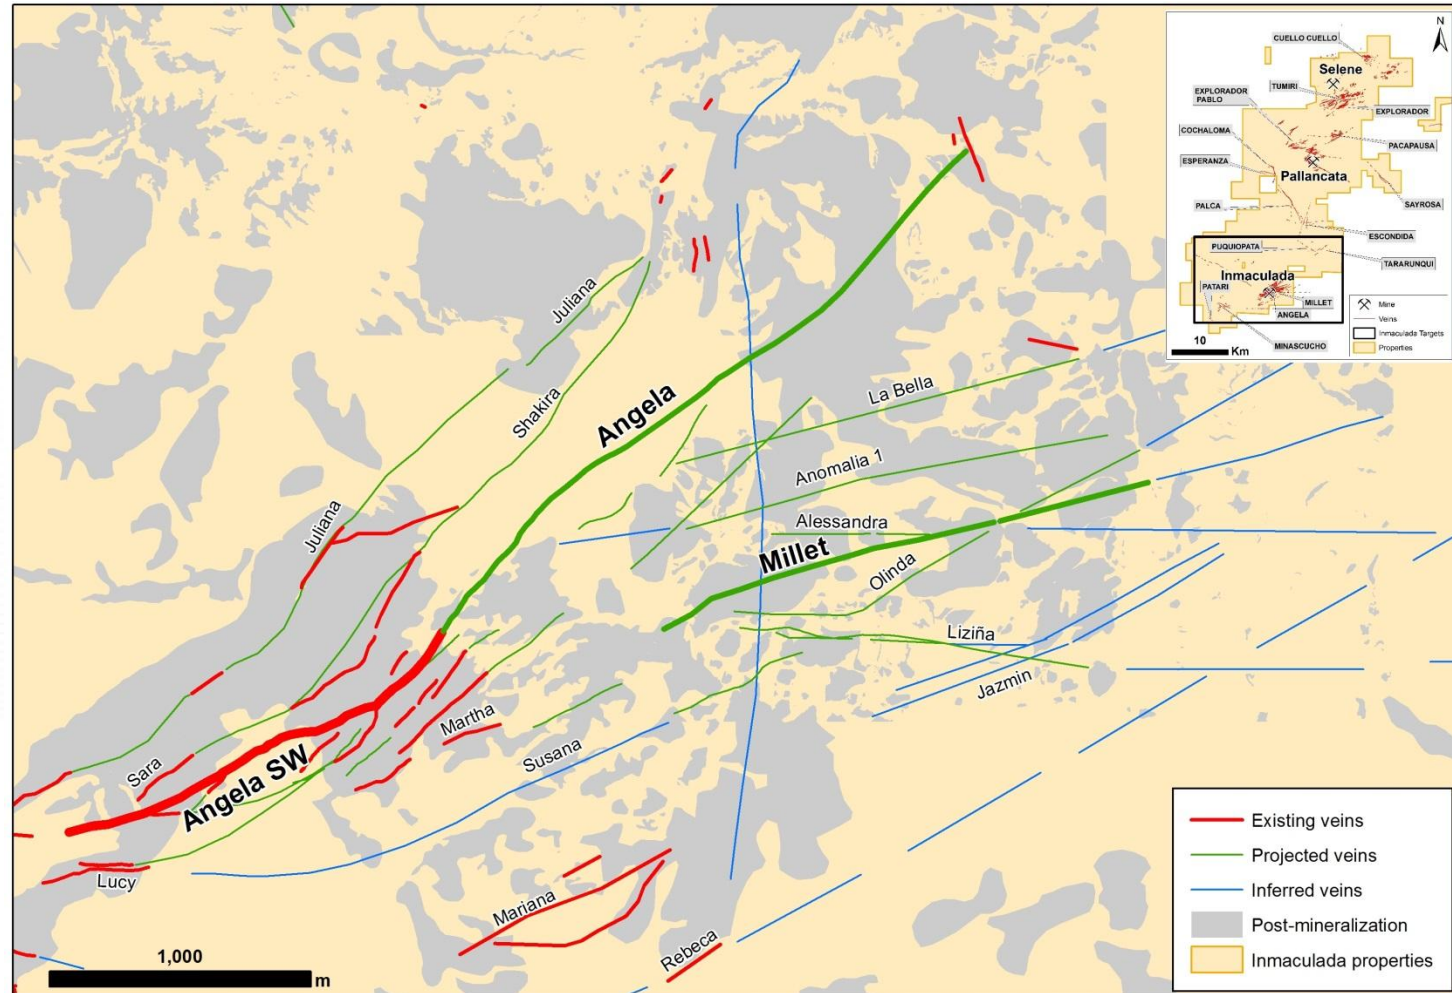 N
CUELLO CUELLO
Selene
TUMIRI
EXPLORADOR
PABLO
EXPLORADOR
COCHALOMA
PACAPAUSA
ESPERANZA
Pallancata
PALCA
SAYROSA
ESCONDIDA
PUQUIOPATA
TARARUNQUI
Inmaculada
PATARI
MILLET
ANGELA
MINASCUCHO
10
Km
Mine
Veins
Inmaculada Targets
Properties
Juliana
Shakira
Angela
La Bella
Anomalia 1
Juliana
Alessandra
Millet
Olinda
Liziña
Jazmin
Martha
Susana
Sara
Angela SW
Lucy
Mariana
Rebeca
1,000
m
Existing veins
Projected veins
Inferred veins
Post-mineralization
Inmaculada properties